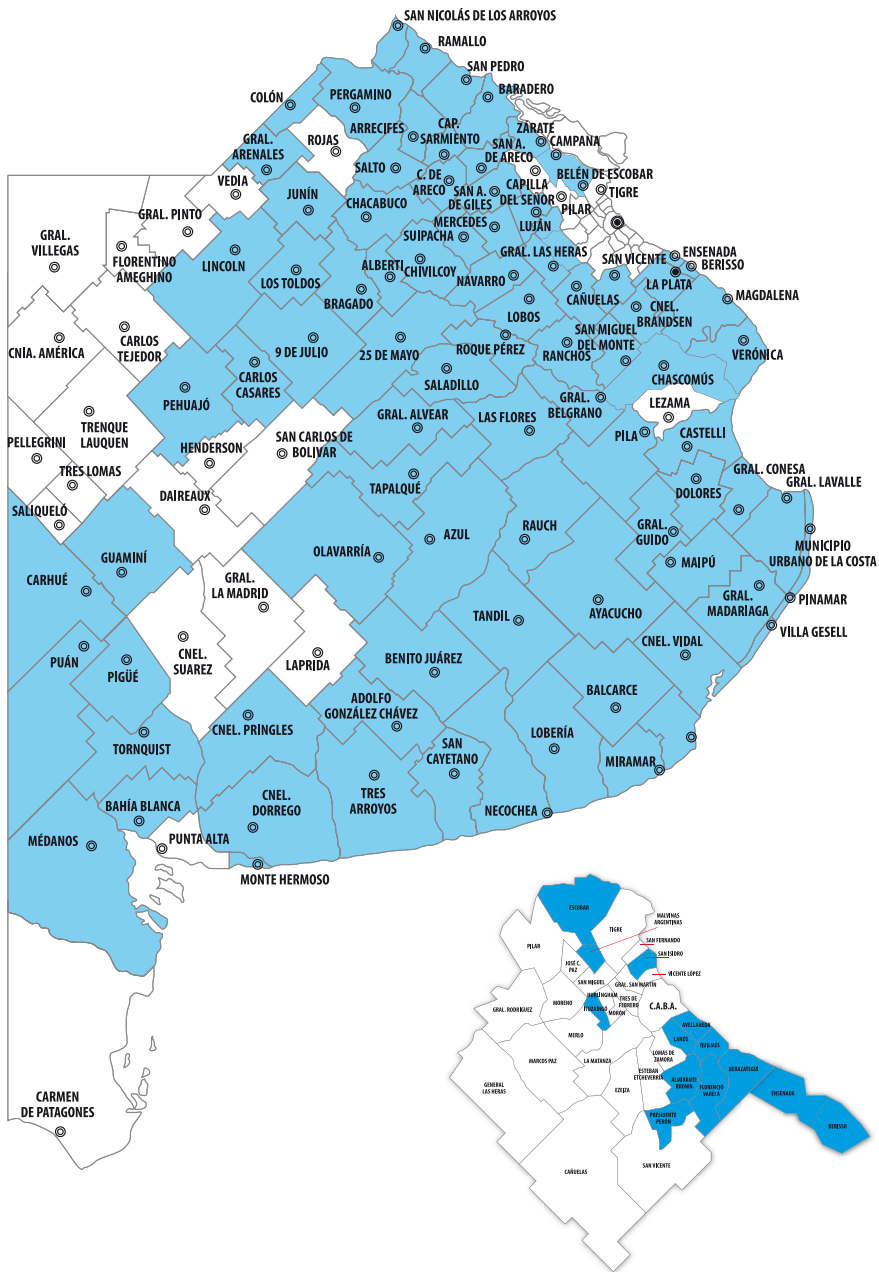 SAN NICOLÁS DE LOS ARROYOS
RAMALLO
SAN PEDRO
BARADERO
COLÓN
PERGAMINO
ARRECIFES
CAP.
SARMIENTO
ZÁRATE
CAMPANA
ROJAS
GRAL.
ARENALES
SALTO
SAN A.
DE ARECO
BELÉN DE ESCOBAR
TIGRE
VEDIA
JUNÍN
C. DE
ARECO
SAN A.
DE GILES
CAPILLA
DEL SEÑOR
PILAR
GRAL. PINTO
CHACABUCO
MERCEDES
LUJÁN
GRAL.
VILLEGAS
FLORENTINO
AMEGHINO
LINCOLN
SUIPACHA
GRAL. LAS HERAS
SAN VICENTE
ENSENADA
BERISSO
LOS TOLDOS
ALBERTI
CHIVILCOY
NAVARRO
LA PLATA
BRAGADO
LOBOS
CAÑUELAS
CNEL.
BRANDSEN
MAGDALENA
CNIA. AMÉRICA
CARLOS
TEJEDOR
9 DE JULIO
25 DE MAYO
ROQUE PÉREZ
RANCHOS
SAN MIGUEL
DEL MONTE
VERÓNICA
PEHUAJÓ
CARLOS
CASARES
SALADILLO
CHASCOMÚS
TRENQUE
LAUQUEN
GRAL. ALVEAR
LAS FLORES
GRAL.
BELGRANO
LEZAMA
PELLEGRINI
HENDERSON
SAN CARLOS DE
BOLIVAR
PILA
CASTELLI
TRES LOMAS
DAIREAUX
TAPALQUÉ
DOLORES
GRAL. CONESA
GRAL. LAVALLE
SALIQUELÓ
GUAMINÍ
OLAVARRÍA
AZUL
RAUCH
GRAL.
GUIDO
MUNICIPIO
URBANO DE LA COSTA
CARHUÉ
GRAL.
LA MADRID
MAIPÚ
GRAL.
MADARIAGA
PINAMAR
TANDIL
AYACUCHO
VILLA GESELL
PUÁN
PIGÜÉ
CNEL.
SUAREZ
LAPRIDA
BENITO JUÁREZ
CNEL. VIDAL
BALCARCE
ADOLFO
GONZÁLEZ CHÁVEZ
CNEL. PRINGLES
TORNQUIST
SAN
CAYETANO
LOBERÍA
MIRAMAR
BAHÍA BLANCA
CNEL.
DORREGO
TRES
ARROYOS
NECOCHEA
MÉDANOS
PUNTA ALTA
MONTE HERMOSO
CARMEN
DE PATAGONES
ESCOBAR
TIGRE
MALVINAS
ARGENTINAS
PILAR
SAN FERNANDO
SAN ISIDRO
JOSÉ C.
PAZ
VICENTE LÓPEZ
SAN MIGUEL
GRAL. SAN MARTÍN
HURLINGHAM
TRES DE
FEBRERO
C.A.B.A.
GRAL. RODRÍGUEZ
MORENO
ITUZAINGÓ
MORÓN
MERLO
AVELLANEDA
LANÚS
QUILMES
MARCOS PAZ
LA MATANZA
LOMAS DE
ZAMORA
BERAZATEGUI
ESTEBAN
ETCHEVERRÍA
GENERAL
LAS HERAS
EZEIZA
ALMIRANTE
BROWN
FLORENCIO
VARELA
ENSENADA
PRESIDENTE
PERÓN
BERISSO
CAÑUELAS
SAN VICENTE